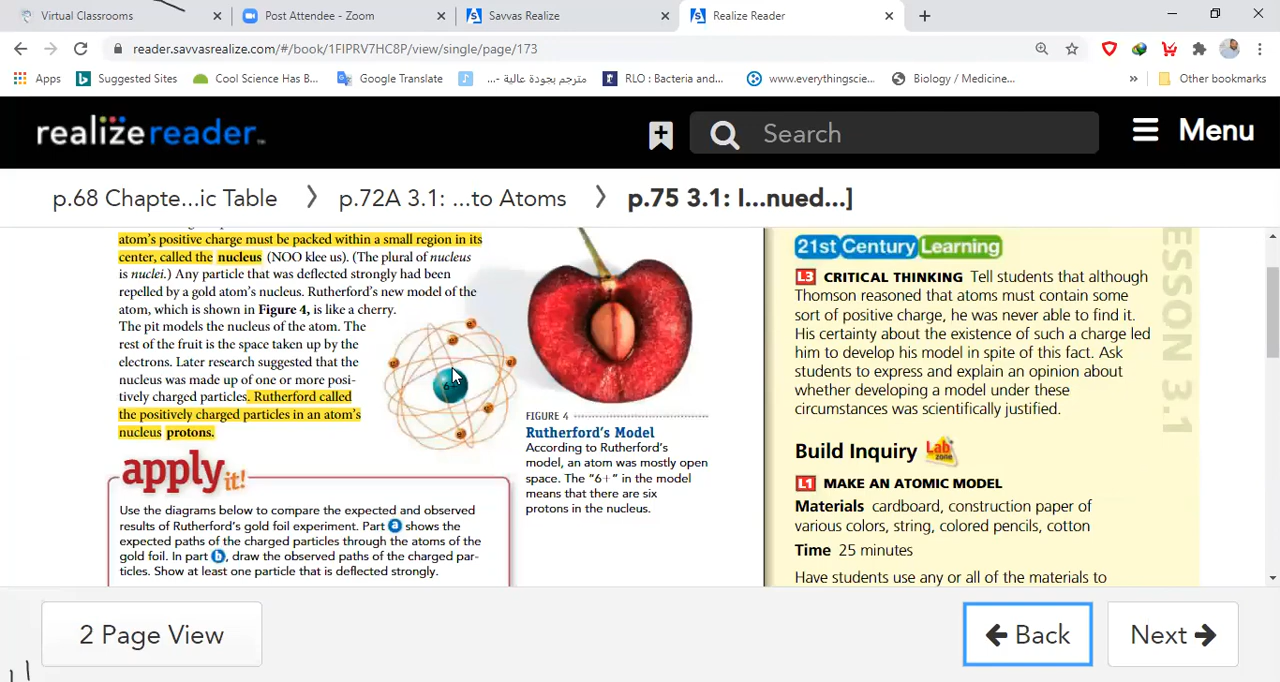 Virtual Classrooms
Post Attendee - Zoom
Savvas Realize
Realize Reader
reader.savvasrealize.com/#/book/1FIPRV7HC8P/view/single/page/173
Apps
Suggested Sites
Cool Science Has B...
Google Translate
مترجم بجودة عالية -...
RLO : Bacteria and...
www.everythingscie...
Biology / Medicine...
»
Other bookmarks
realizereader™
Search
Menu
p.68 Chapte...ic Table
p.72A 3.1: ...to Atoms
p.75 3.1: I...nued...]
atom's positive charge must be packed within a small region in its
center, called the nucleus (NOO klee us). (The plural of nucleus
is nuclei.) Any particle that was deflected strongly had been
repelled by a gold atom's nucleus. Rutherford's new model of the
atom, which is shown in Figure 4, is like a cherry.
The pit models the nucleus of the atom. The
rest of the fruit is the space taken up by the
electrons. Later research suggested that the
nucleus was made up of one or more posi-
tively charged particles. Rutherford called
the positively charged particles in an atom's
nucleus protons.
FIGURE 4
Rutherford's Model
According to Rutherford's
model, an atom was mostly open
space. The "6+" in the model
means that there are six
protons in the nucleus.
apply it!
Use the diagrams below to compare the expected and observed
results of Rutherford's gold foil experiment. Part a shows the
expected paths of the charged particles through the atoms of the
gold foil. In part b, draw the observed paths of the charged par-
ticles. Show at least one particle that is deflected strongly.
21st Century Learning
L3 CRITICAL THINKING Tell students that although
Thomson reasoned that atoms must contain some
sort of positive charge, he was never able to find it.
His certainty about the existence of such a charge led
him to develop his model in spite of this fact. Ask
students to express and explain an opinion about
whether developing a model under these
circumstances was scientifically justified.
Build Inquiry Lab zone
L1 MAKE AN ATOMIC MODEL
Materials cardboard, construction paper of
various colors, string, colored pencils, cotton
Time 25 minutes
Have students use any or all of the materials to
LESSON 3.1
2 Page View
Back
Next